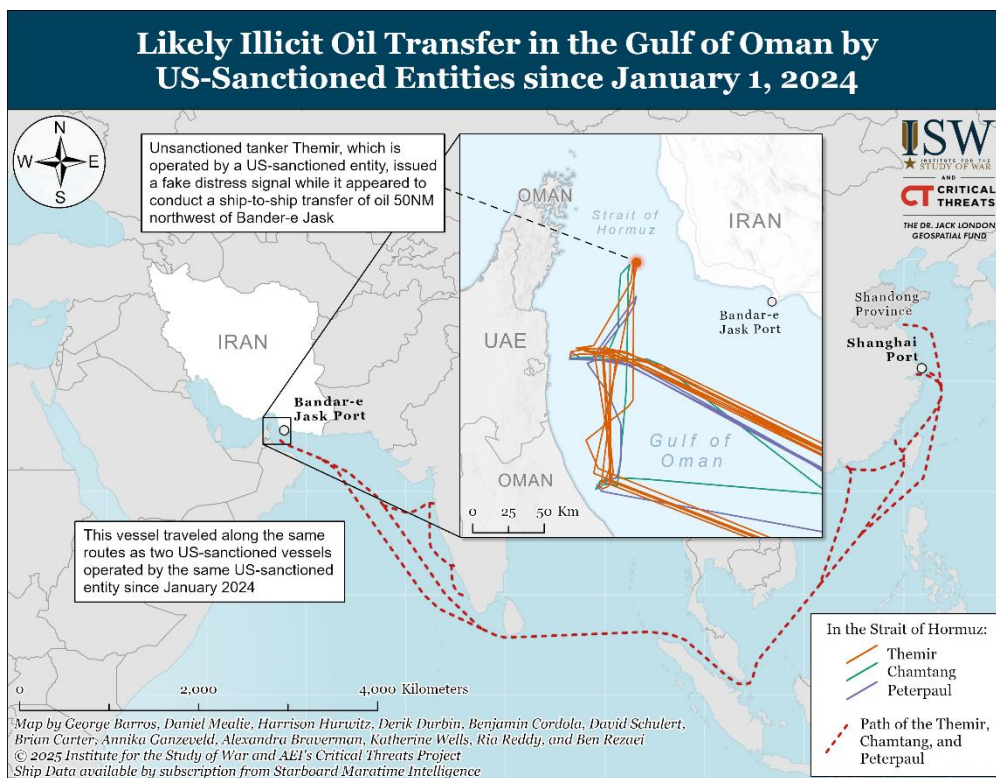 Likely Illicit Oil Transfer in the Gulf of Oman by
US-Sanctioned Entities since January 1, 2024
N
W
E
S
Unsanctioned tanker Themir, which is
operated by a US-sanctioned entity, issued
a fake distress signal while it appeared to
conduct a ship-to-ship transfer of oil 50NM
northwest of Bander-e Jask
OMAN
Strait of
Hormuz
IRAN
Bandar-e
Jask Port
UAE
Gulf of
Oman
OMAN
0 25 50 Km
ISW
INSTITUTE FOR THE
STUDY OF WAR
AND
CT CRITICAL
THREATS
THE DR. JACK LONDON
GEOSPATIAL FUND
IRAN
Bandar-e
Jask Port
Shandong
Province
Shanghai
Port
This vessel traveled along the same
routes as two US-sanctioned vessels
operated by the same US-sanctioned
entity since January 2024
In the Strait of Hormuz:
Themir
Chamtang
Peterpaul
Path of the Themir,
Chamtang, and
Peterpaul
0 2,000 4,000 Kilometers
Map by George Barros, Daniel Mealie, Harrison Hurwitz, Derik Durbin, Benjamin Cordola, David Schulert,
Brian Carter, Annika Ganzeveld, Alexandra Braverman, Katherine Wells, Ria Reddy, and Ben Rezaei
© 2025 Institute for the Study of War and AEI's Critical Threats Project
Ship Data available by subscription from Starboard Maratime Intelligence